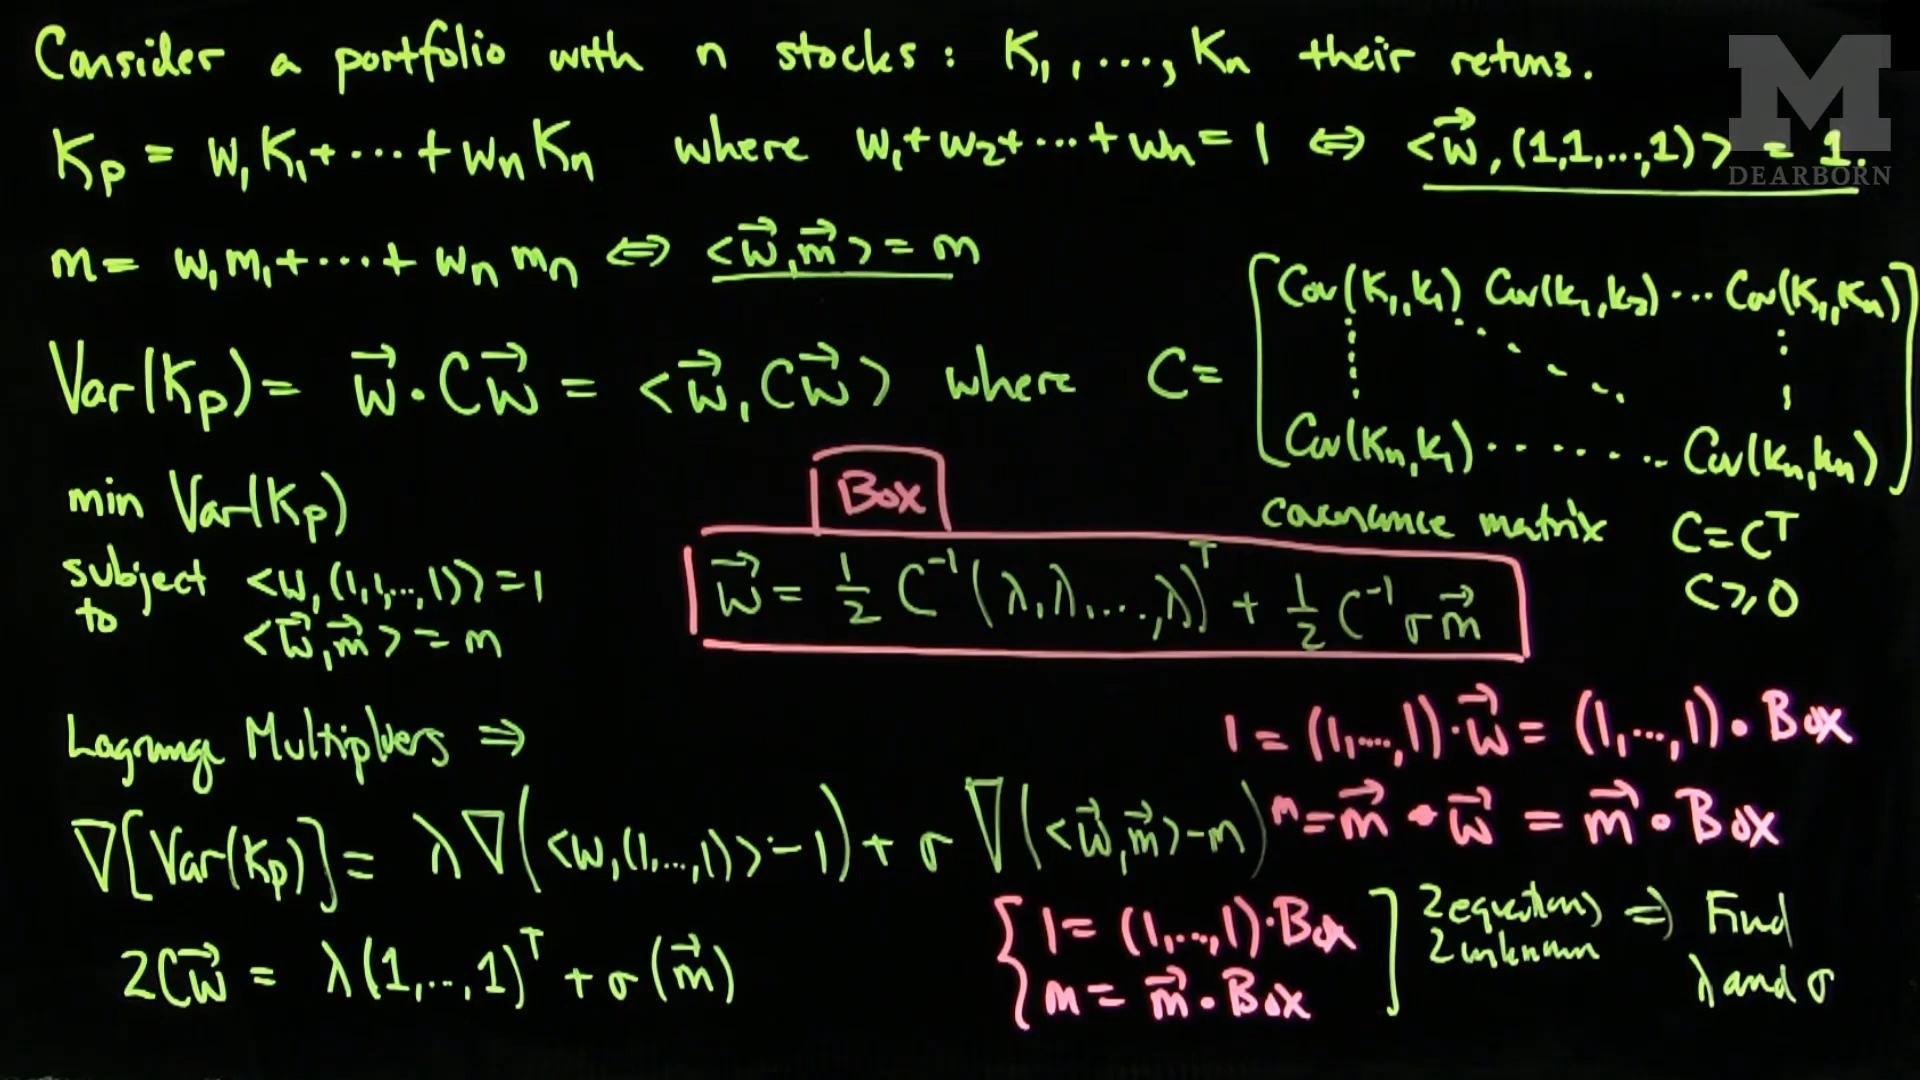 Consider a portfolio with n stocks: K₁, ..., Kₙ their returns.
Kₚ = w₁K₁ + ··· + wₙKₙ where w₁+w₂+···+wₙ = 1 ⇔ <w⃗, (1,1,...,1)> = 1.
M
DEARBORN
m = w₁m₁ + ··· + wₙmₙ ⇔ <w⃗, m⃗> = m
Var(Kₚ) = w⃗ · Cw⃗ = <w⃗, Cw⃗> where C =
[Cov(K₁,K₁) Cov(K₁,K₂) ··· Cov(K₁,Kₙ)
Cov(Kₙ,K₁) ······· Cov(Kₙ,Kₙ)]
covariance matrix C = Cᵀ
C ≥ 0
min Var(Kₚ)
subject to <w, (1,1,...,1)> = 1
<w⃗, m⃗> = m
Box
w⃗ = ½ C⁻¹(λ,λ,...,λ)ᵀ + ½ C⁻¹ σm⃗
Lagrange Multipliers ⇒
∇[Var(Kₚ)] = λ∇(<w,(1,...,1)> - 1) + σ∇(<w⃗,m⃗> - m)
2Cw⃗ = λ(1,...,1)ᵀ + σ(m⃗)
1 = (1,...,1)·w⃗ = (1,...,1)·Box
m = m⃗ · w⃗ = m⃗ · Box
{ 1 = (1,...,1)·Box
m = m⃗ · Box ]
2 equations
2 unknown
⇒ Find
λ and σ